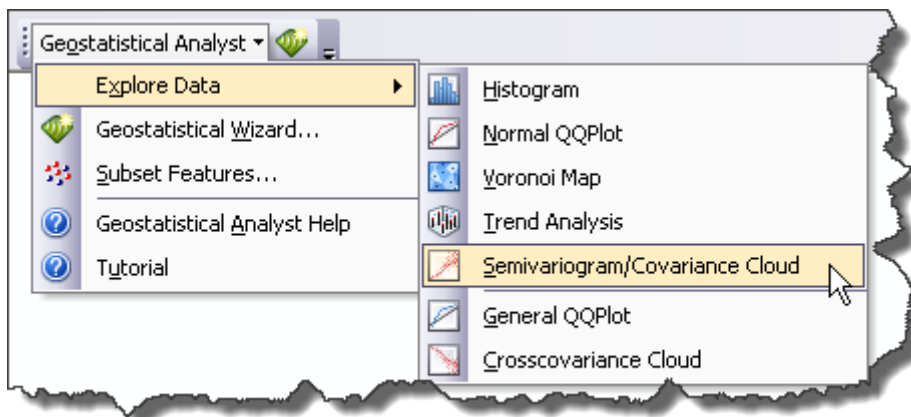 Geostatistical Analyst
Explore Data
Geostatistical Wizard...
Subset Features...
Geostatistical Analyst Help
Tutorial
Histogram
Normal QQPlot
Voronoi Map
Trend Analysis
Semivariogram/Covariance Cloud
General QQPlot
Crosscovariance Cloud